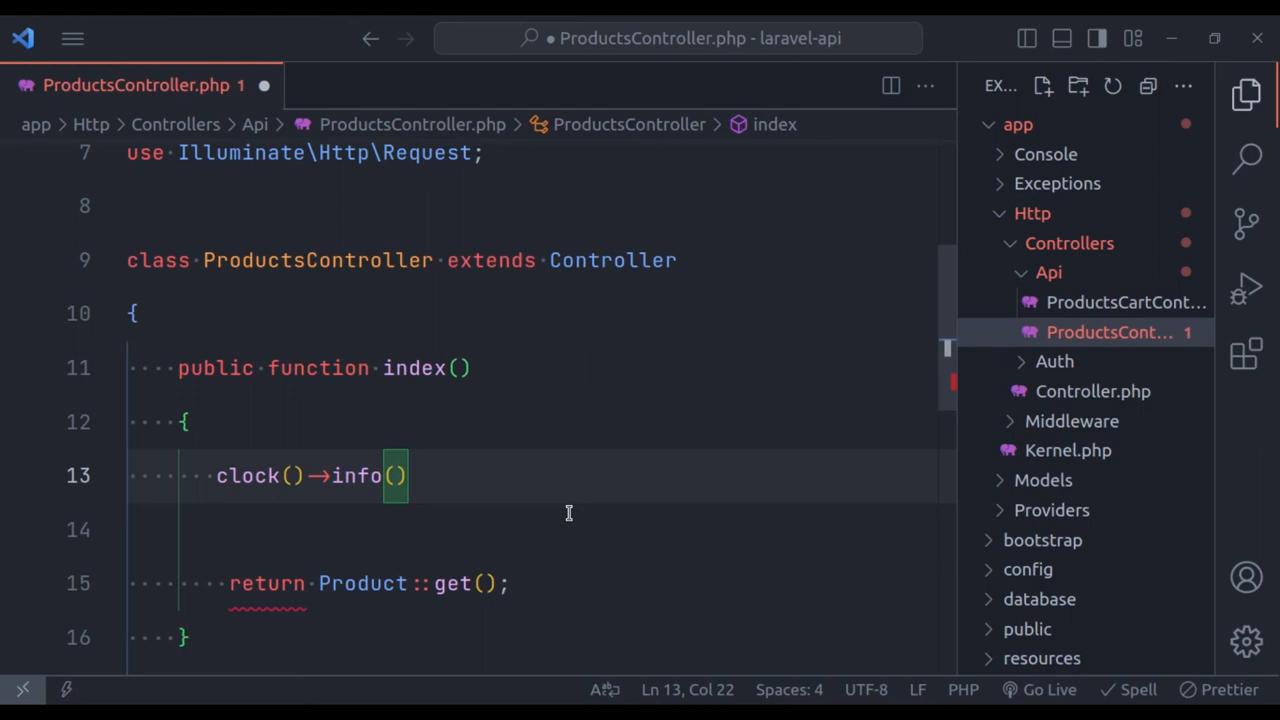 ProductsController.php - laravel-api
ProductsController.php 1
EX...
app > Http > Controllers > Api > ProductsController.php > ProductsController > index
7 use Illuminate\Http\Request;
8
9 class ProductsController extends Controller
10 {
11 public function index()
12 {
13 clock()->info()
14
15 return Product::get();
16 }
app
Console
Exceptions
Http
Controllers
Api
ProductsCartCont...
ProductsCont... 1
Auth
Controller.php
Middleware
Kernel.php
Models
Providers
bootstrap
config
database
public
resources
Ln 13, Col 22 Spaces: 4 UTF-8 LF PHP Go Live Spell Prettier